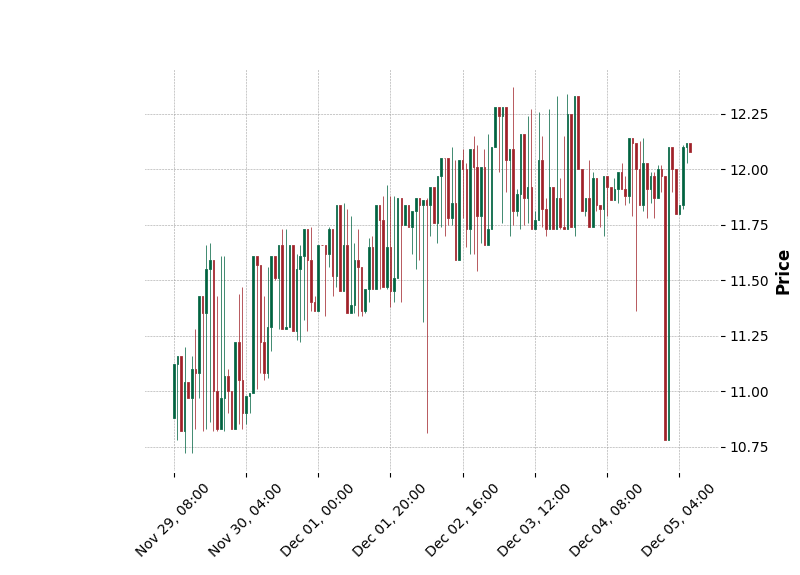 12.25
12.00
11.75
11.50
11.25
11.00
10.75
Price
Nov 29, 08:00
Nov 30, 04:00
Dec 01, 00:00
Dec 01, 20:00
Dec 02, 16:00
Dec 03, 12:00
Dec 04, 08:00
Dec 05, 04:00